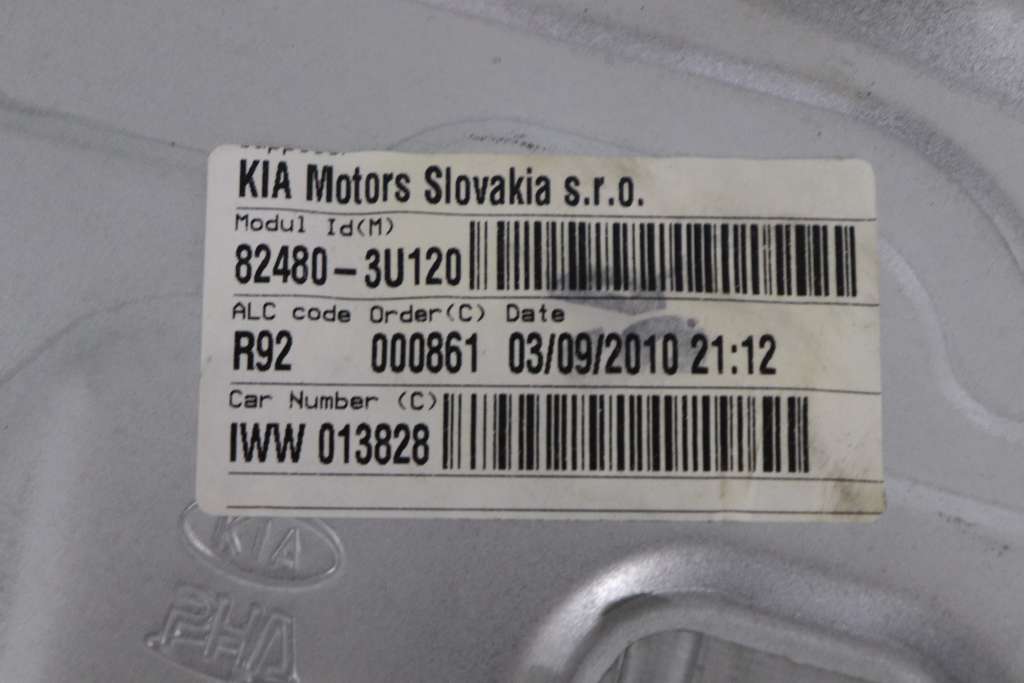 KIA Motors Slovakia s.r.o.
Modul Id(M)
82480-3U120
ALC code Order(C) Date
R92 000861 03/09/2010 21:12
Car Number (C)
IWW 013828
KIA